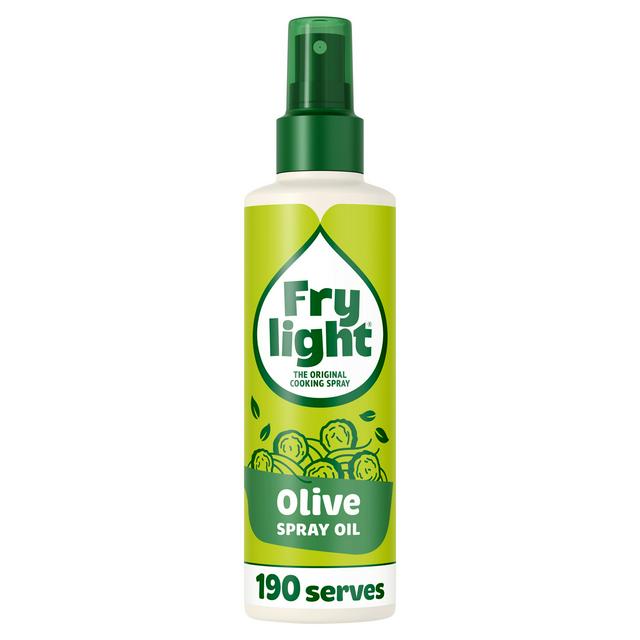 Fry
light®
THE ORIGINAL
COOKING SPRAY
Olive
SPRAY OIL
190 serves